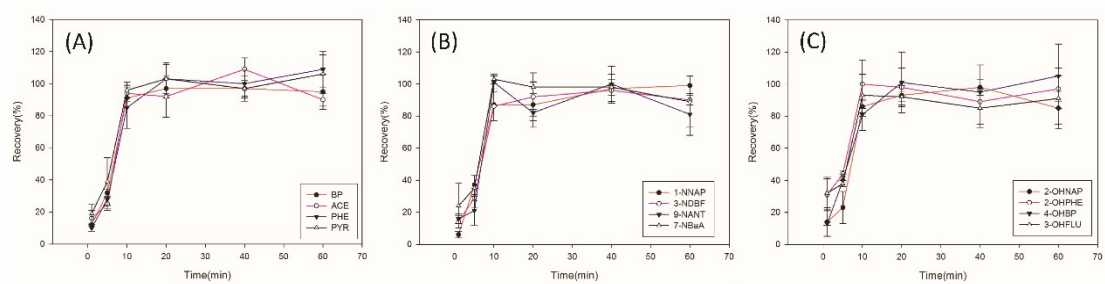 (A)
Recovery(%)
140
120
100
80
60
40
20
0
BP
ACE
PHE
PYR
0 10 20 30 40 50 60 70
Time(min)
(B)
Recovery(%)
140
120
100
80
60
40
20
0
1-NNAP
3-NDBF
9-NANT
7-NBaA
0 10 20 30 40 50 60 70
Time(min)
(C)
Recovery(%)
140
120
100
80
60
40
20
0
2-OHNAP
2-OHPHE
4-OHBP
3-OHFLU
0 10 20 30 40 50 60 70
Time(min)